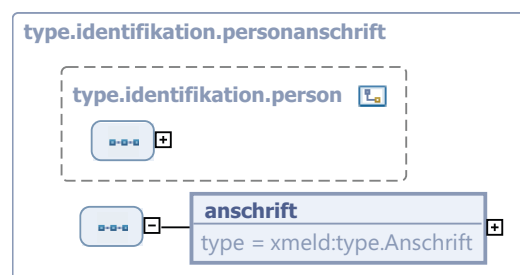 type.identifikation.personanschrift
type.identifikation.person
anschrift
type = xmeld:type.Anschrift